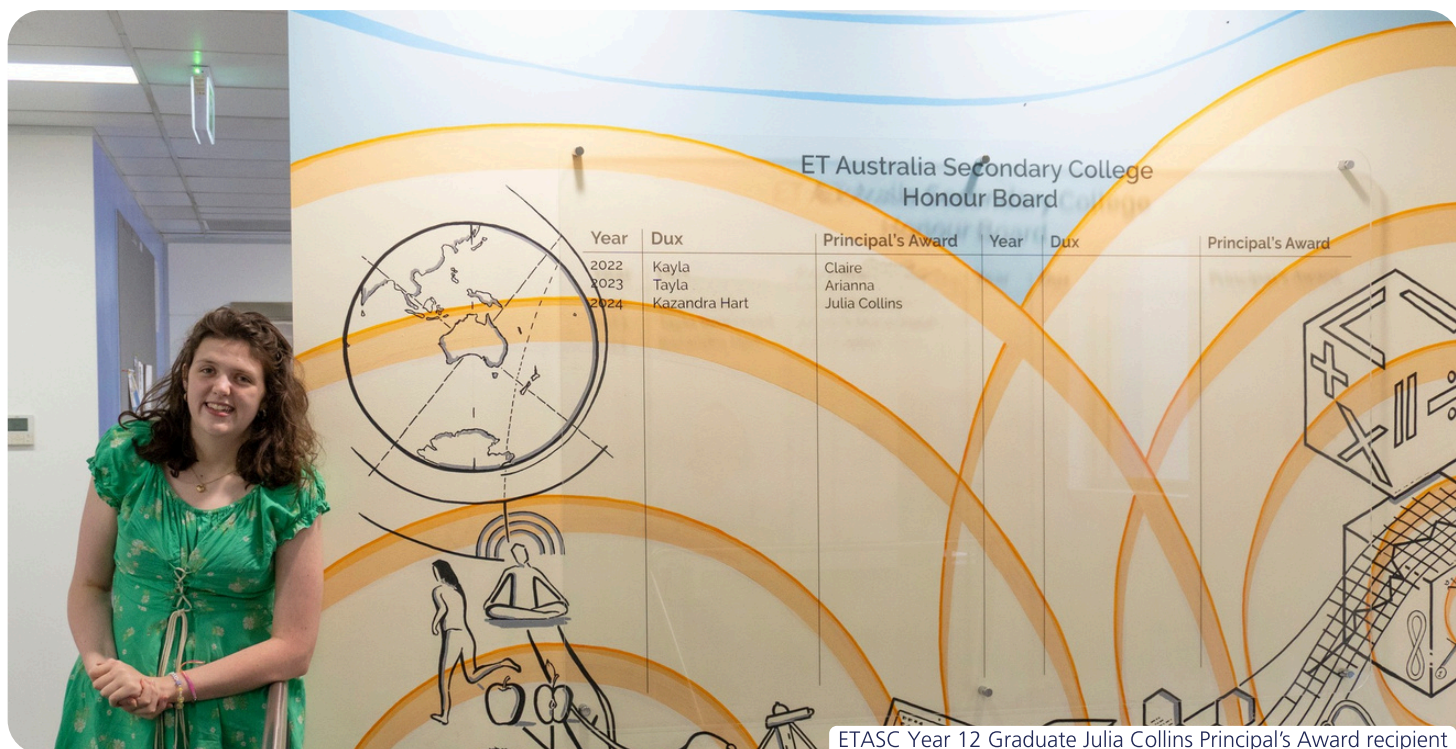 ET Australia Secondary College
Honour Board
Year Dux Principal's Award Year Dux Principal's Award
2022 Kayla Claire
2023 Tayla Arianna
2024 Kazandra Hart Julia Collins
ETASC Year 12 Graduate Julia Collins Principal's Award recipient